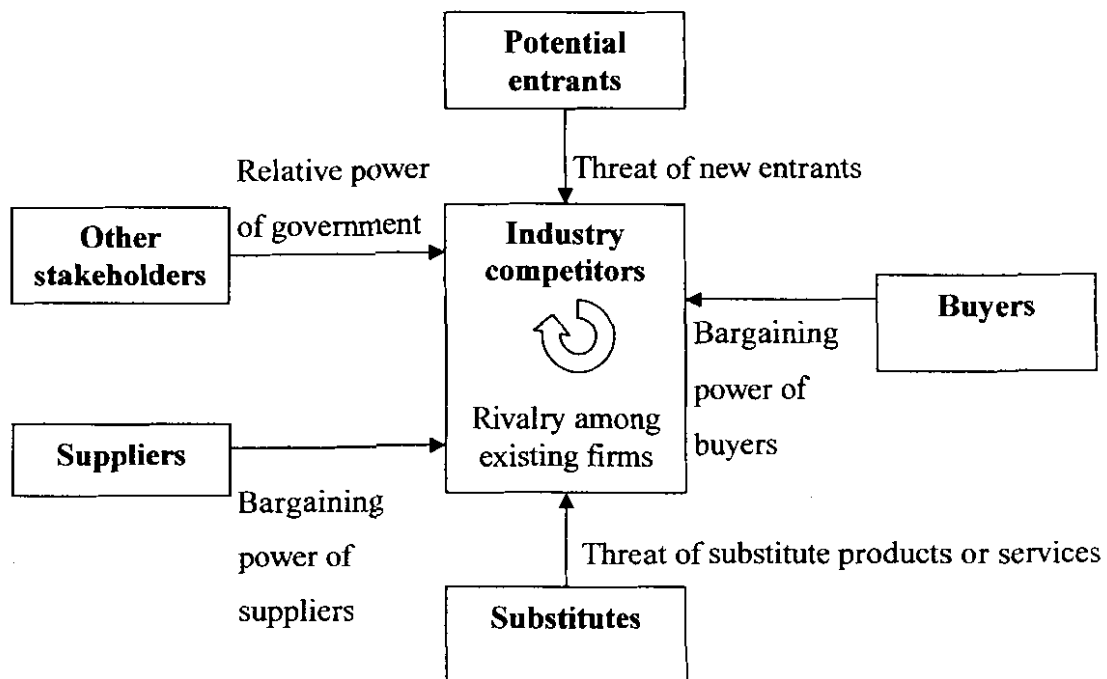 Potential
entrants
Threat of new entrants
Relative power
of government
Other
stakeholders
Industry
competitors
Rivalry among
existing firms
Buyers
Bargaining
power of
buyers
Suppliers
Bargaining
power of
suppliers
Threat of substitute products or services
Substitutes